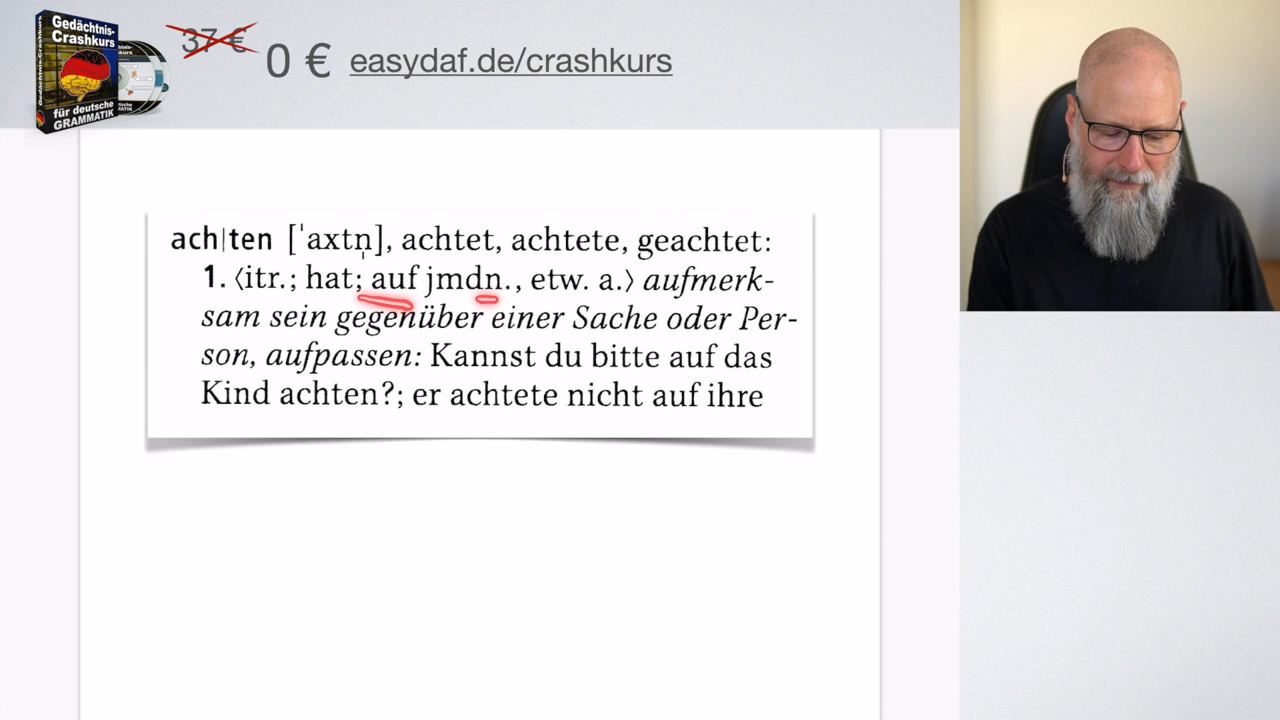 Gedächtnis-
Crashkurs
für deutsche
GRAMMATIK
37 €
0 €
easydaf.de/crashkurs
ach|ten [ˈaxtn̩], achtet, achtete, geachtet:
1. ⟨itr.; hat; auf jmdn., etw. a.⟩ aufmerk-
sam sein gegenüber einer Sache oder Per-
son, aufpassen: Kannst du bitte auf das
Kind achten?; er achtete nicht auf ihre